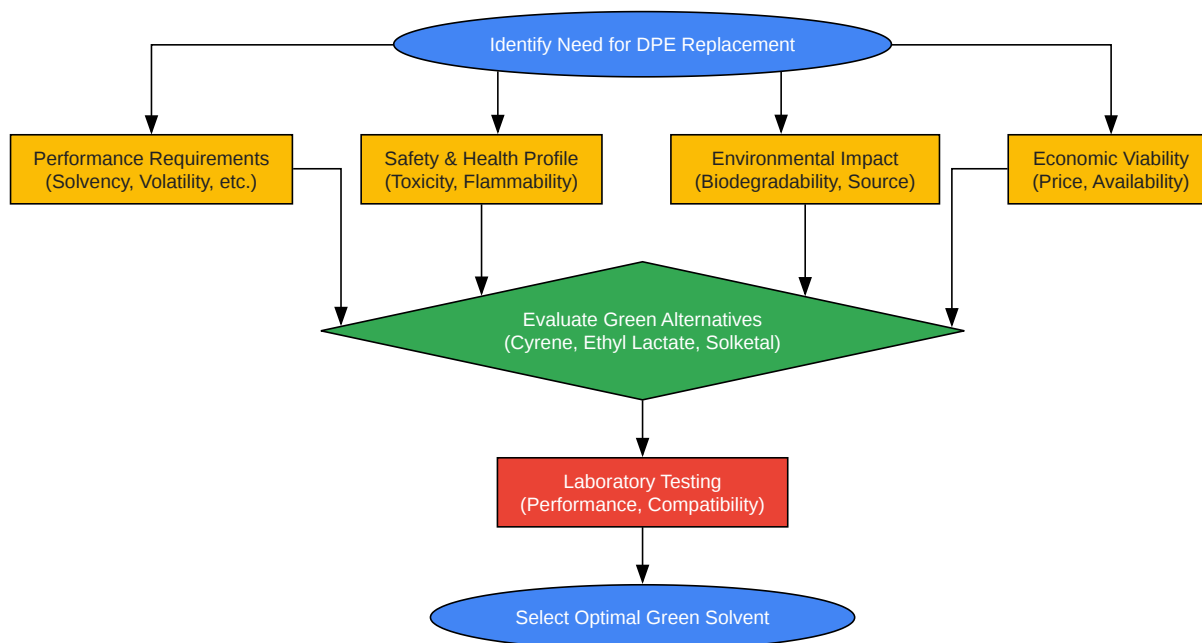 Identify Need for DPE Replacement
Performance Requirements
(Solvency, Volatility, etc.)
Safety & Health Profile
(Toxicity, Flammability)
Environmental Impact
(Biodegradability, Source)
Economic Viability
(Price, Availability)
Evaluate Green Alternatives
(Cyrene, Ethyl Lactate, Solketal)
Laboratory Testing
(Performance, Compatibility)
Select Optimal Green Solvent